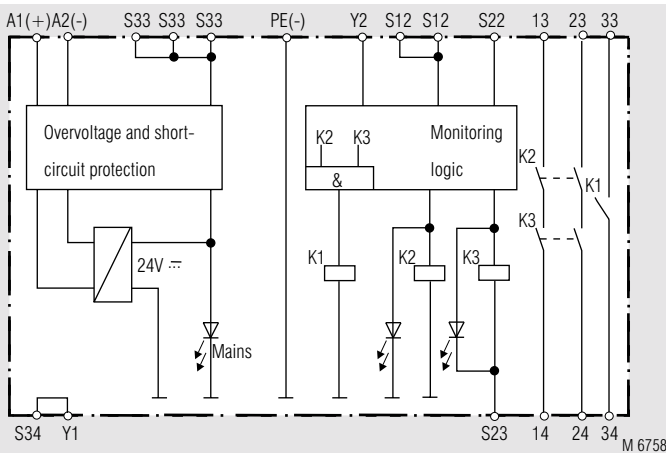 A1(+) A2(-) S33 S33 S33 PE(-) Y2 S12 S12 S22 13 23 33
Overvoltage and short-
circuit protection
K2 K3 Monitoring
logic
&
K2
K1
K3
24V
K1 K2 K3
Mains
S34 Y1 S23 14 24 34
M 6758